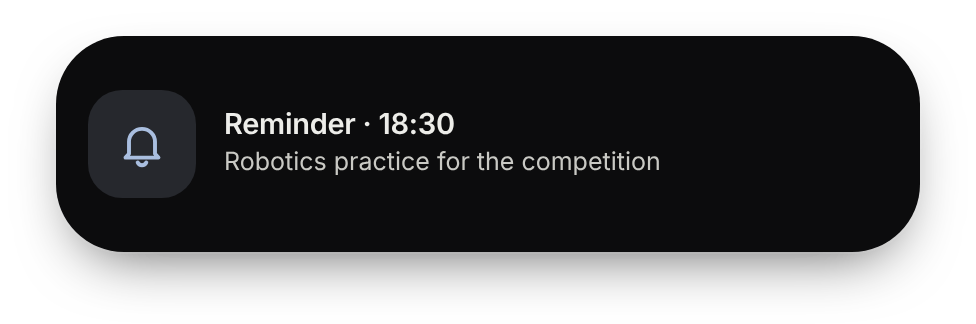 Reminder · 18:30
Robotics practice for the competition